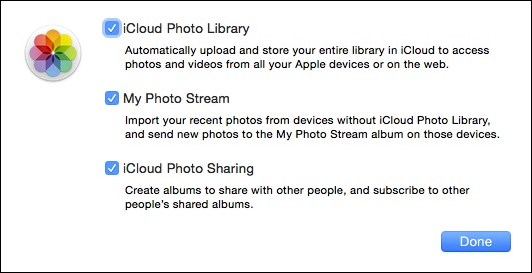 iCloud Photo Library
Automatically upload and store your entire library in iCloud to access
photos and videos from all your Apple devices or on the web.
My Photo Stream
Import your recent photos from devices without iCloud Photo Library,
and send new photos to the My Photo Stream album on those devices.
iCloud Photo Sharing
Create albums to share with other people, and subscribe to other
people's shared albums.
Done